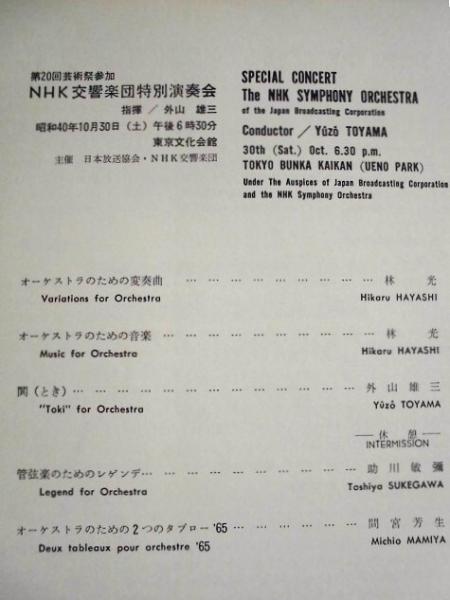 第20回芸術祭参加
NHK交響楽団特別演奏会
指揮 / 外山 雄三
昭和40年10月30日（土）午後6時30分
東京文化会館
主催 日本放送協会・NHK交響楽団
SPECIAL CONCERT
The NHK SYMPHONY ORCHESTRA
of the Japan Broadcasting Corporation
Conductor / Yûzô TOYAMA
30th (Sat.) Oct. 6.30 p.m.
TOKYO BUNKA KAIKAN (UENO PARK)
Under The Auspices of Japan Broadcasting Corporation
and the NHK Symphony Orchestra
オーケストラのための変奏曲 … … … … … … … … … … 林 光
Variations for Orchestra Hikaru HAYASHI
オーケストラのための音楽 … … … … … … … … … … … 林 光
Music for Orchestra Hikaru HAYASHI
鬨（とき）… … … … … … … … … … … … … … 外山雄三
"Toki" for Orchestra Yûzô TOYAMA
── 休憩 ──
INTERMISSION
管弦楽のためのレゲンデ… … … … … … … … … … 助川敏彌
Legend for Orchestra Toshiya SUKEGAWA
オーケストラのための2つのタブロー '65 … … … … … … … 間宮芳生
Deux tableaux pour orchestre '65 Michio MAMIYA